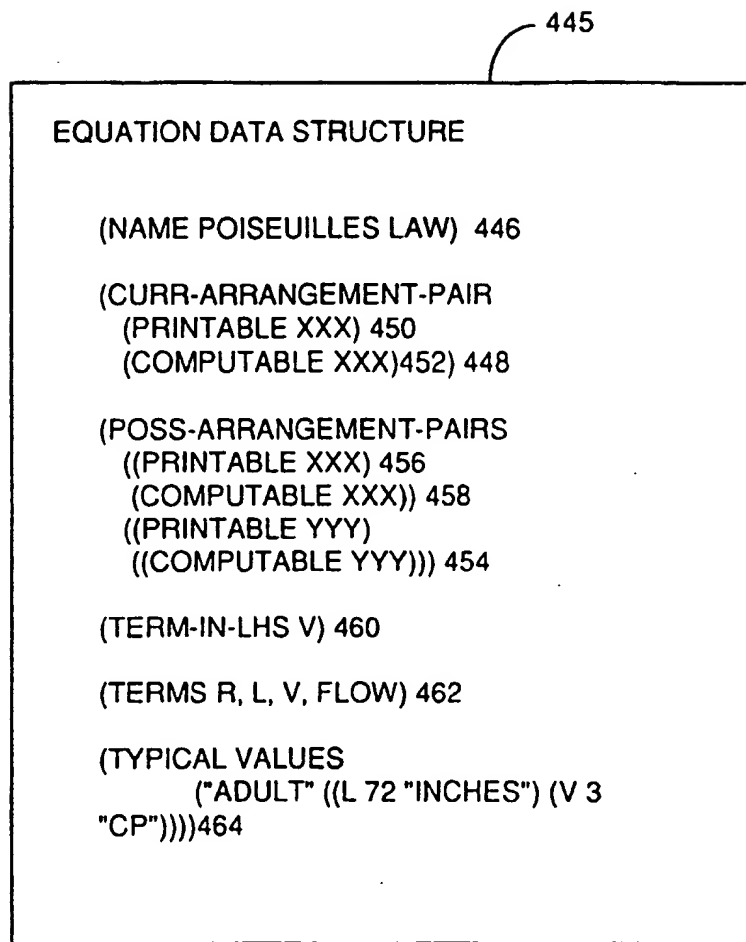 445
EQUATION DATA STRUCTURE
(NAME POISEUILLES LAW) 446
(CURR-ARRANGEMENT-PAIR
(PRINTABLE XXX) 450
(COMPUTABLE XXX)452) 448
(POSS-ARRANGEMENT-PAIRS
((PRINTABLE XXX) 456
(COMPUTABLE XXX)) 458
((PRINTABLE YYY)
((COMPUTABLE YYY))) 454
(TERM-IN-LHS V) 460
(TERMS R, L, V, FLOW) 462
(TYPICAL VALUES
("ADULT" ((L 72 "INCHES") (V 3
"CP"))))464